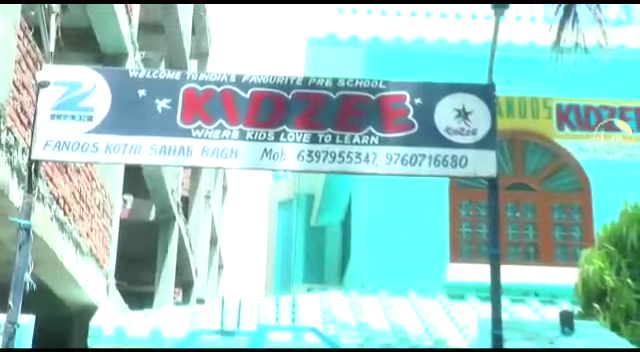 WELCOME TO INDIA'S FAVOURITE PRE SCHOOL
KIDZEE
WHERE KIDS LOVE TO LEARN
KIDZEE
FANOOS KOTHI SAHAB BAGH Mob 6397955347, 9760716680
FANOOS KIDZEE